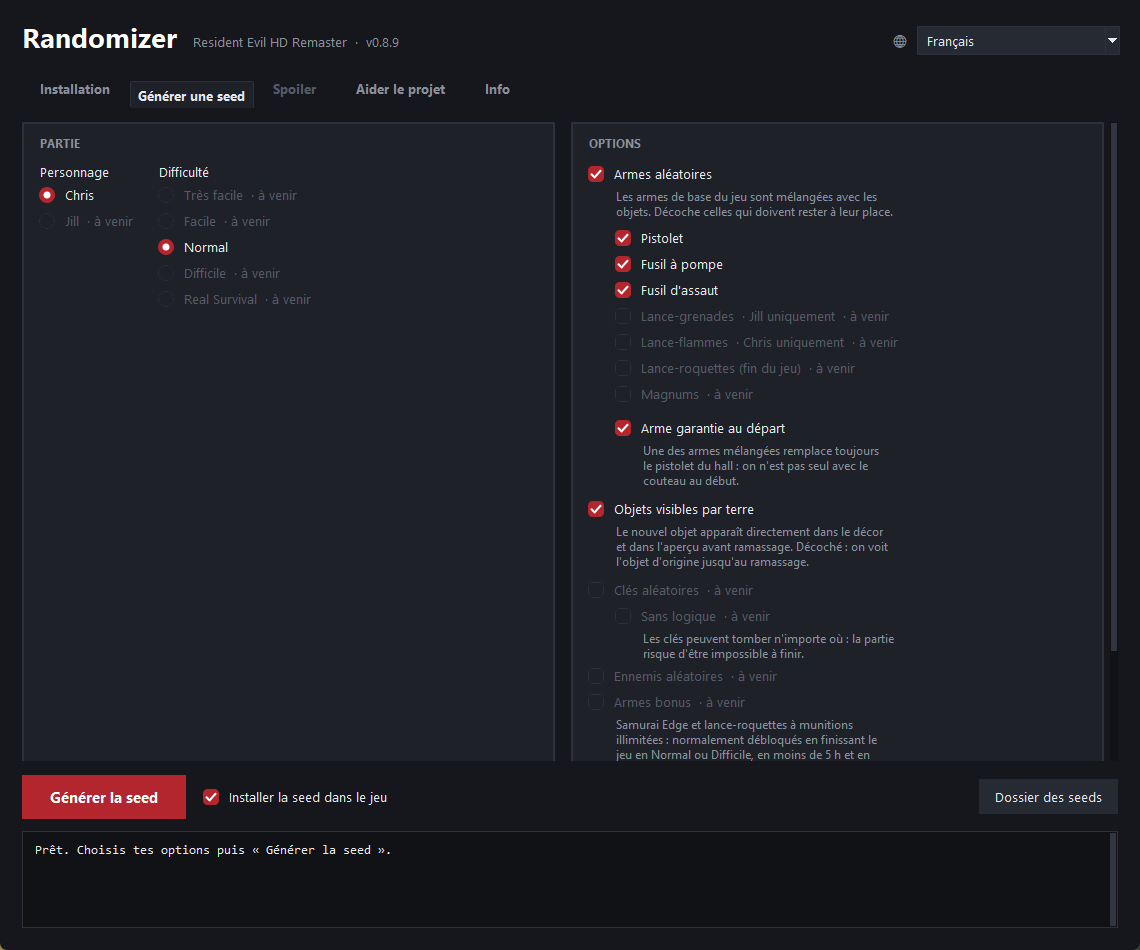 Randomizer Resident Evil HD Remaster · v0.8.9
Français
Installation
Générer une seed
Spoiler
Aider le projet
Info
PARTIE
Personnage
Chris
Jill · à venir
Difficulté
Très facile · à venir
Facile · à venir
Normal
Difficile · à venir
Real Survival · à venir
OPTIONS
Armes aléatoires
Les armes de base du jeu sont mélangées avec les
objets. Décoche celles qui doivent rester à leur place.
Pistolet
Fusil à pompe
Fusil d'assaut
Lance-grenades · Jill uniquement · à venir
Lance-flammes · Chris uniquement · à venir
Lance-roquettes (fin du jeu) · à venir
Magnums · à venir
Arme garantie au départ
Une des armes mélangées remplace toujours
le pistolet du hall : on n'est pas seul avec le
couteau au début.
Objets visibles par terre
Le nouvel objet apparaît directement dans le décor
et dans l'aperçu avant ramassage. Décoché : on voit
l'objet d'origine jusqu'au ramassage.
Clés aléatoires · à venir
Sans logique · à venir
Les clés peuvent tomber n'importe où : la partie
risque d'être impossible à finir.
Ennemis aléatoires · à venir
Armes bonus · à venir
Samurai Edge et lance-roquettes à munitions
illimitées : normalement débloqués en finissant le
jeu en Normal ou Difficile, en moins de 5 h et en
Générer la seed
Installer la seed dans le jeu
Dossier des seeds
Prêt. Choisis tes options puis « Générer la seed ».